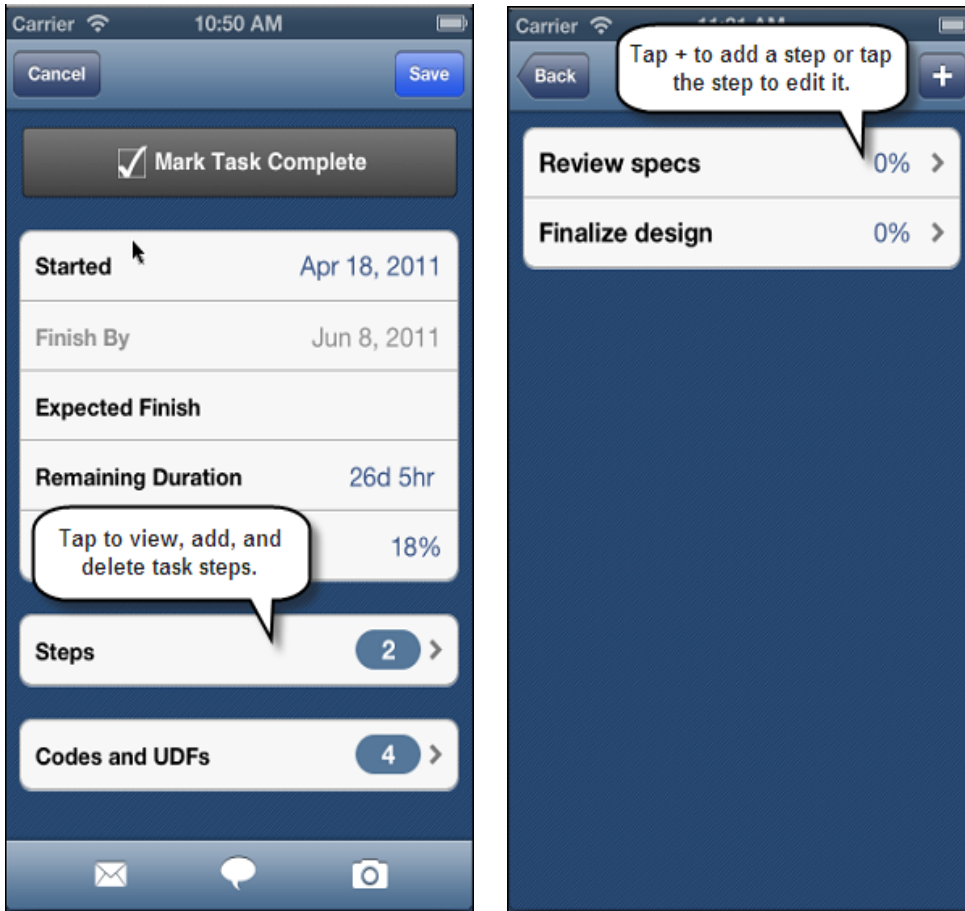 Carrier 10:50 AM
Cancel Save
Mark Task Complete
Started Apr 18, 2011
Finish By Jun 8, 2011
Expected Finish
Remaining Duration 26d 5hr
18%
Tap to view, add, and
delete task steps.
Steps 2
Codes and UDFs 4
Carrier
Tap + to add a step or tap
the step to edit it.
Back +
Review specs 0%
Finalize design 0%